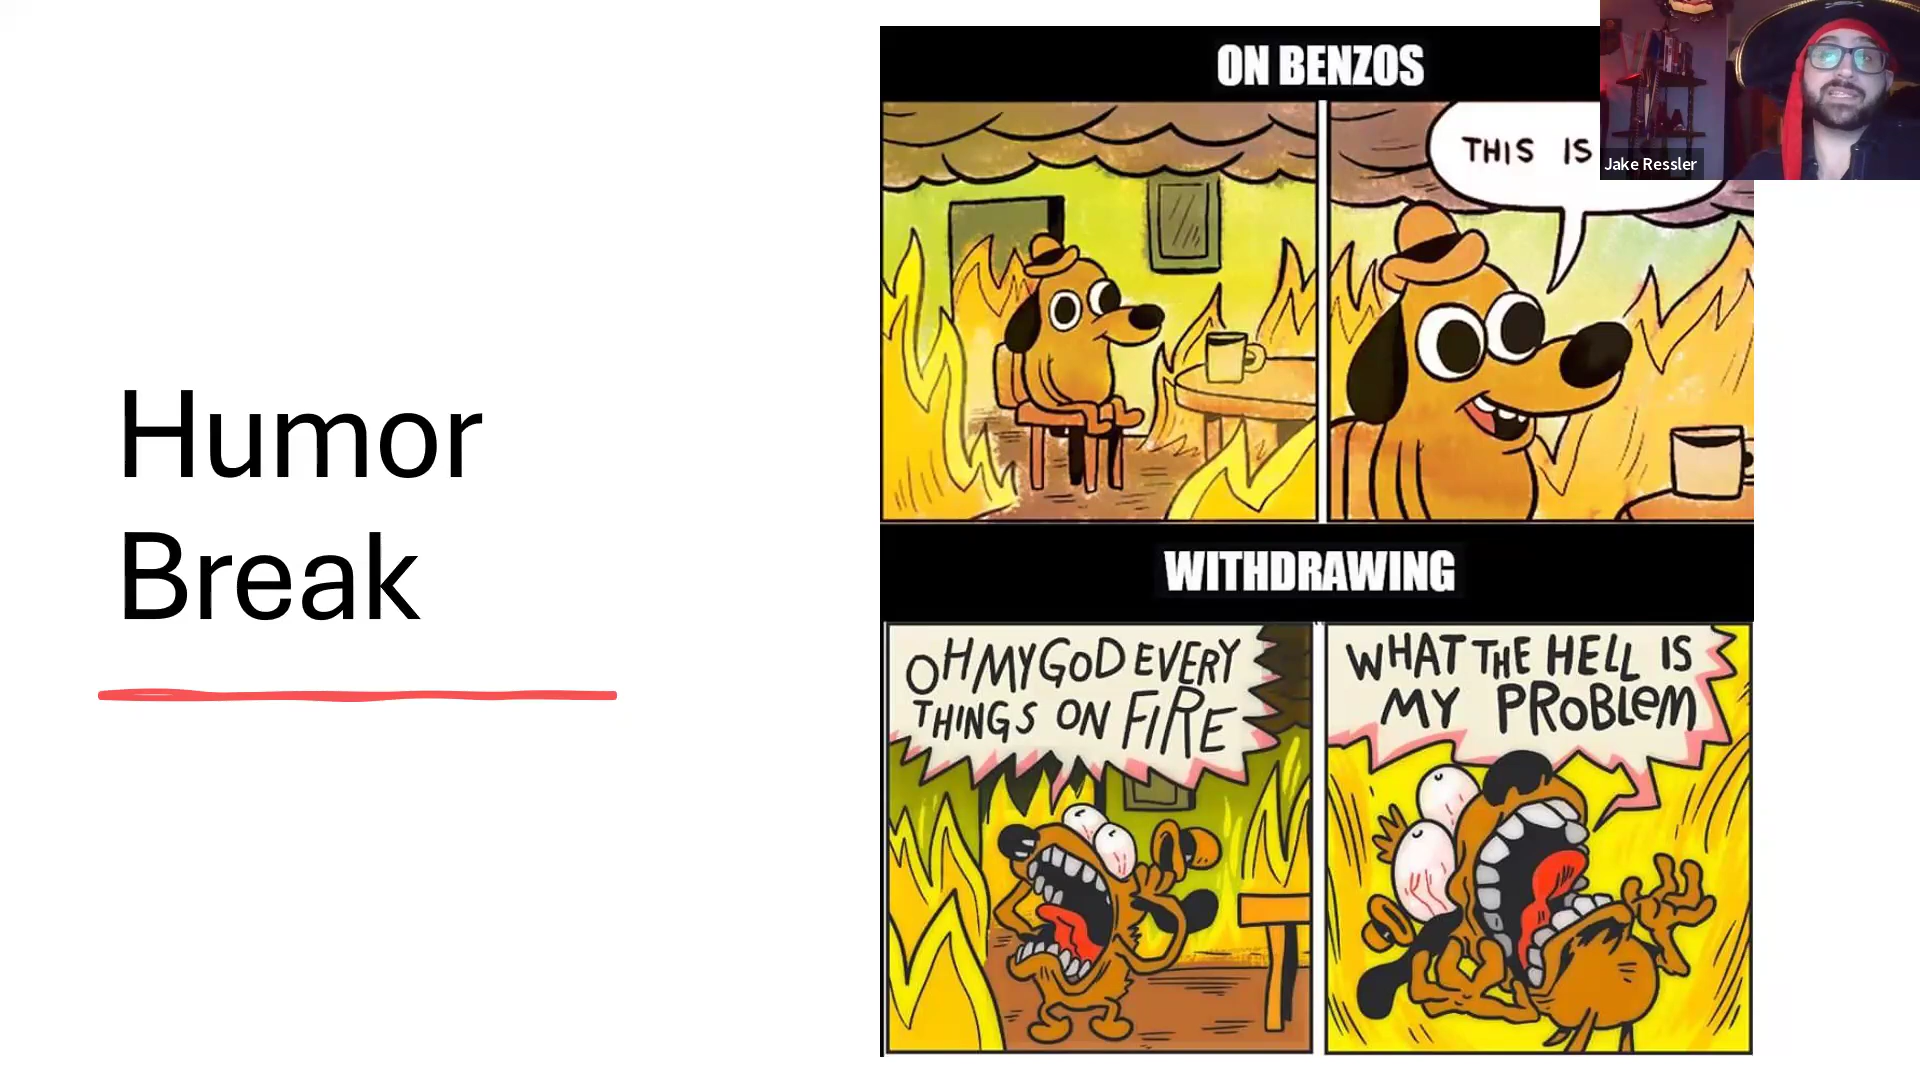 Humor
Break
ON BENZOS
THIS IS
Jake Ressler
WITHDRAWING
OH MY GOD EVERY
THINGS ON FIRE
WHAT THE HELL IS
MY PROBLEM